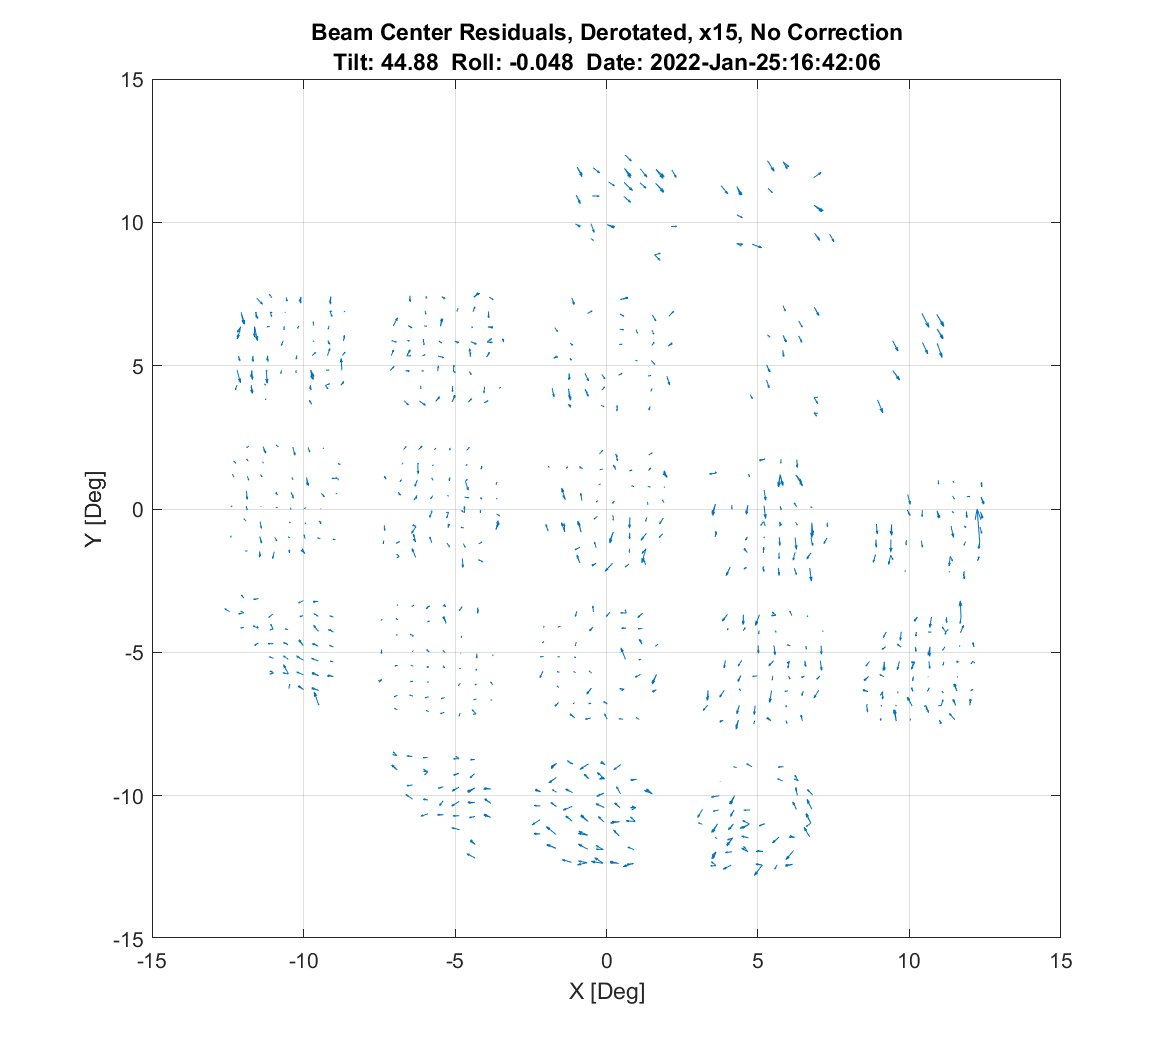 Beam Center Residuals, Derotated, x15, No Correction
Tilt: 44.88 Roll: -0.048 Date: 2022-Jan-25:16:42:06
15
10
5
0
-5
-10
-15
Y [Deg]
-15 -10 -5 0 5 10 15
X [Deg]